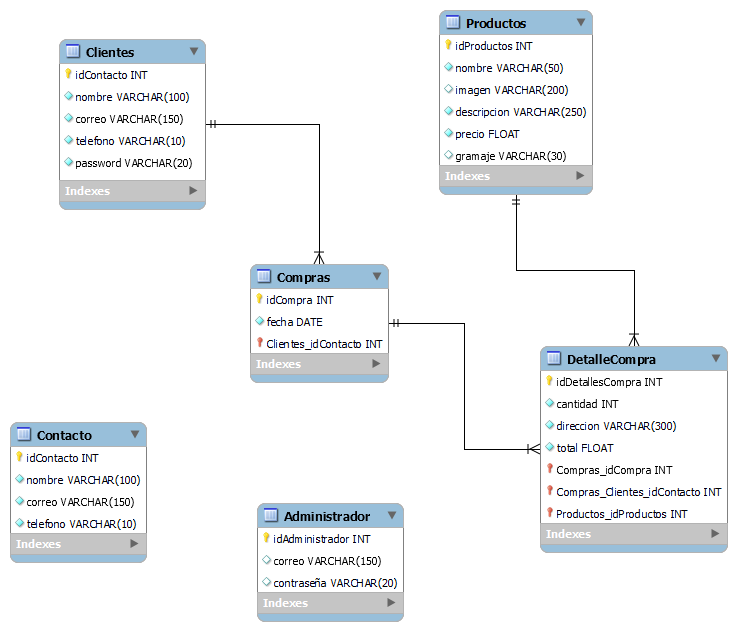 Clientes
idContacto INT
nombre VARCHAR(100)
correo VARCHAR(150)
telefono VARCHAR(10)
password VARCHAR(20)
Indexes
Productos
idProductos INT
nombre VARCHAR(50)
imagen VARCHAR(200)
descripcion VARCHAR(250)
precio FLOAT
gramaje VARCHAR(30)
Indexes
Compras
idCompra INT
fecha DATE
Clientes_idContacto INT
Indexes
DetalleCompra
idDetallesCompra INT
cantidad INT
direccion VARCHAR(300)
total FLOAT
Compras_idCompra INT
Compras_Clientes_idContacto INT
Productos_idProductos INT
Indexes
Contacto
idContacto INT
nombre VARCHAR(100)
correo VARCHAR(150)
telefono VARCHAR(10)
Indexes
Administrador
idAdministrador INT
correo VARCHAR(150)
contraseña VARCHAR(20)
Indexes